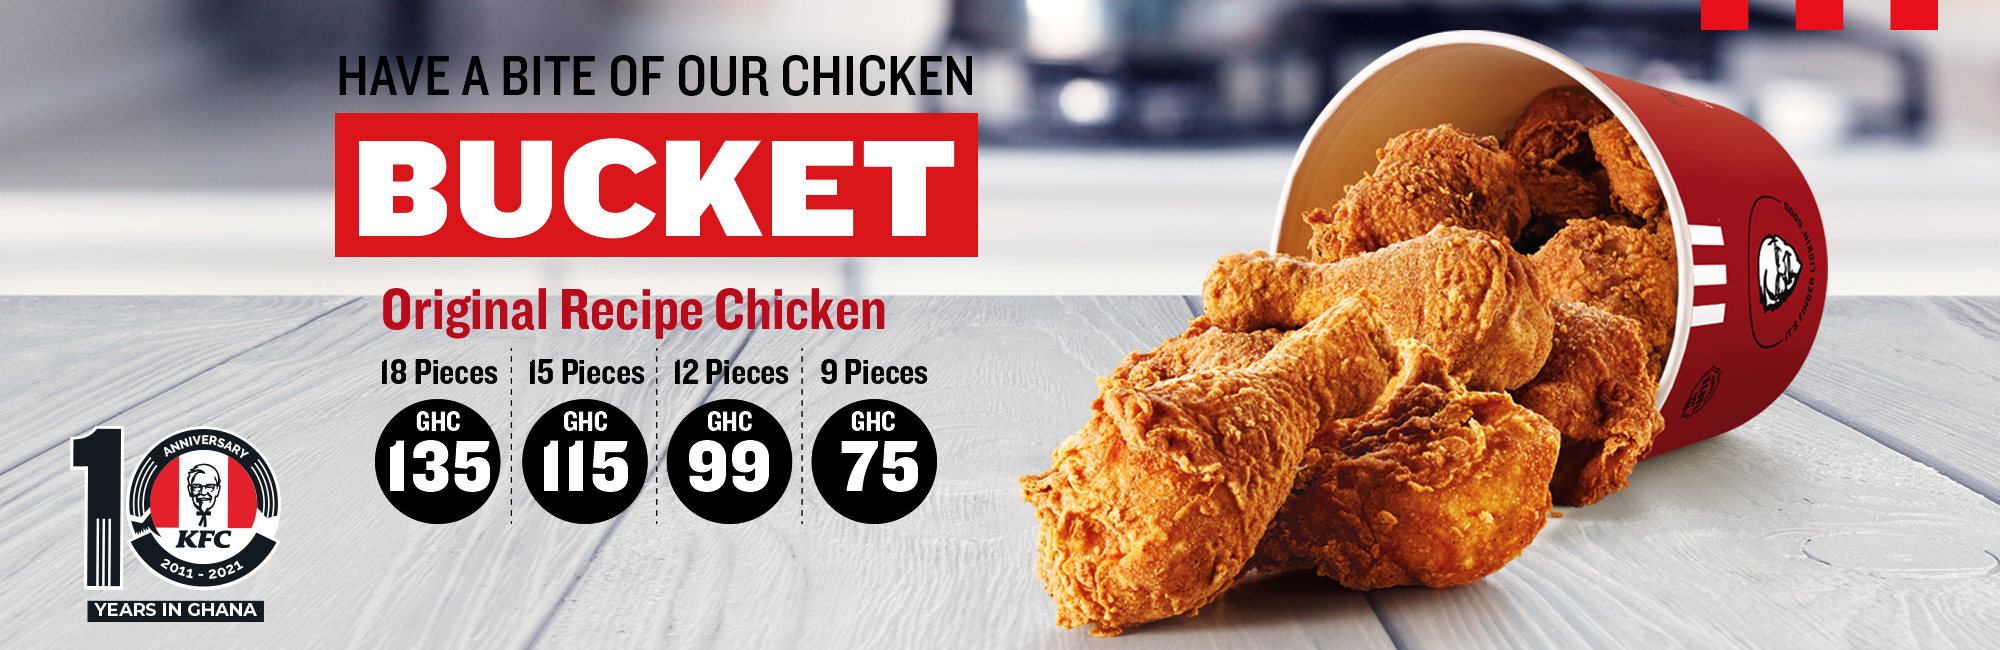 HAVE A BITE OF OUR CHICKEN
BUCKET
Original Recipe Chicken
18 Pieces
15 Pieces
12 Pieces
9 Pieces
GHC
135
GHC
115
GHC
99
GHC
75
10
ANNIVERSARY
KFC
2011 - 2021
YEARS IN GHANA
IT'S FINGER LICKIN' GOOD